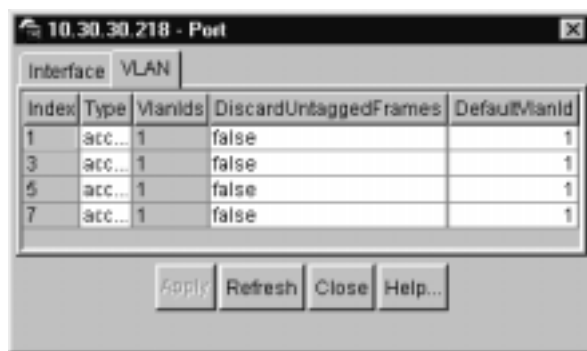 10.30.30.218 - Port
Interface VLAN
Index Type VlanIds DiscardUntaggedFrames DefaultVlanId
1 acc... 1 false 1
3 acc... 1 false 1
5 acc... 1 false 1
7 acc... 1 false 1
Apply Refresh Close Help...